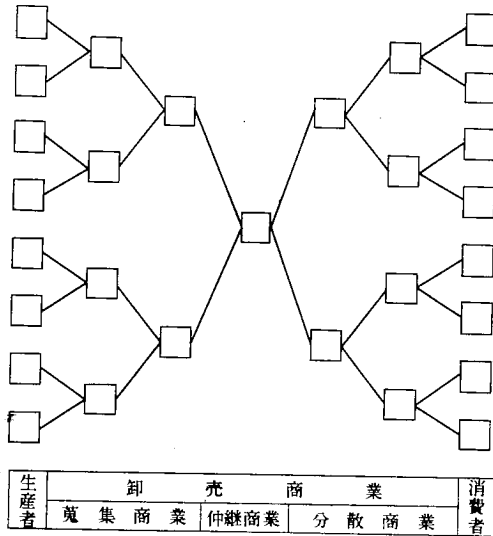 生産者
卸売商業
蒐集商業
仲継商業
分散商業
消費者